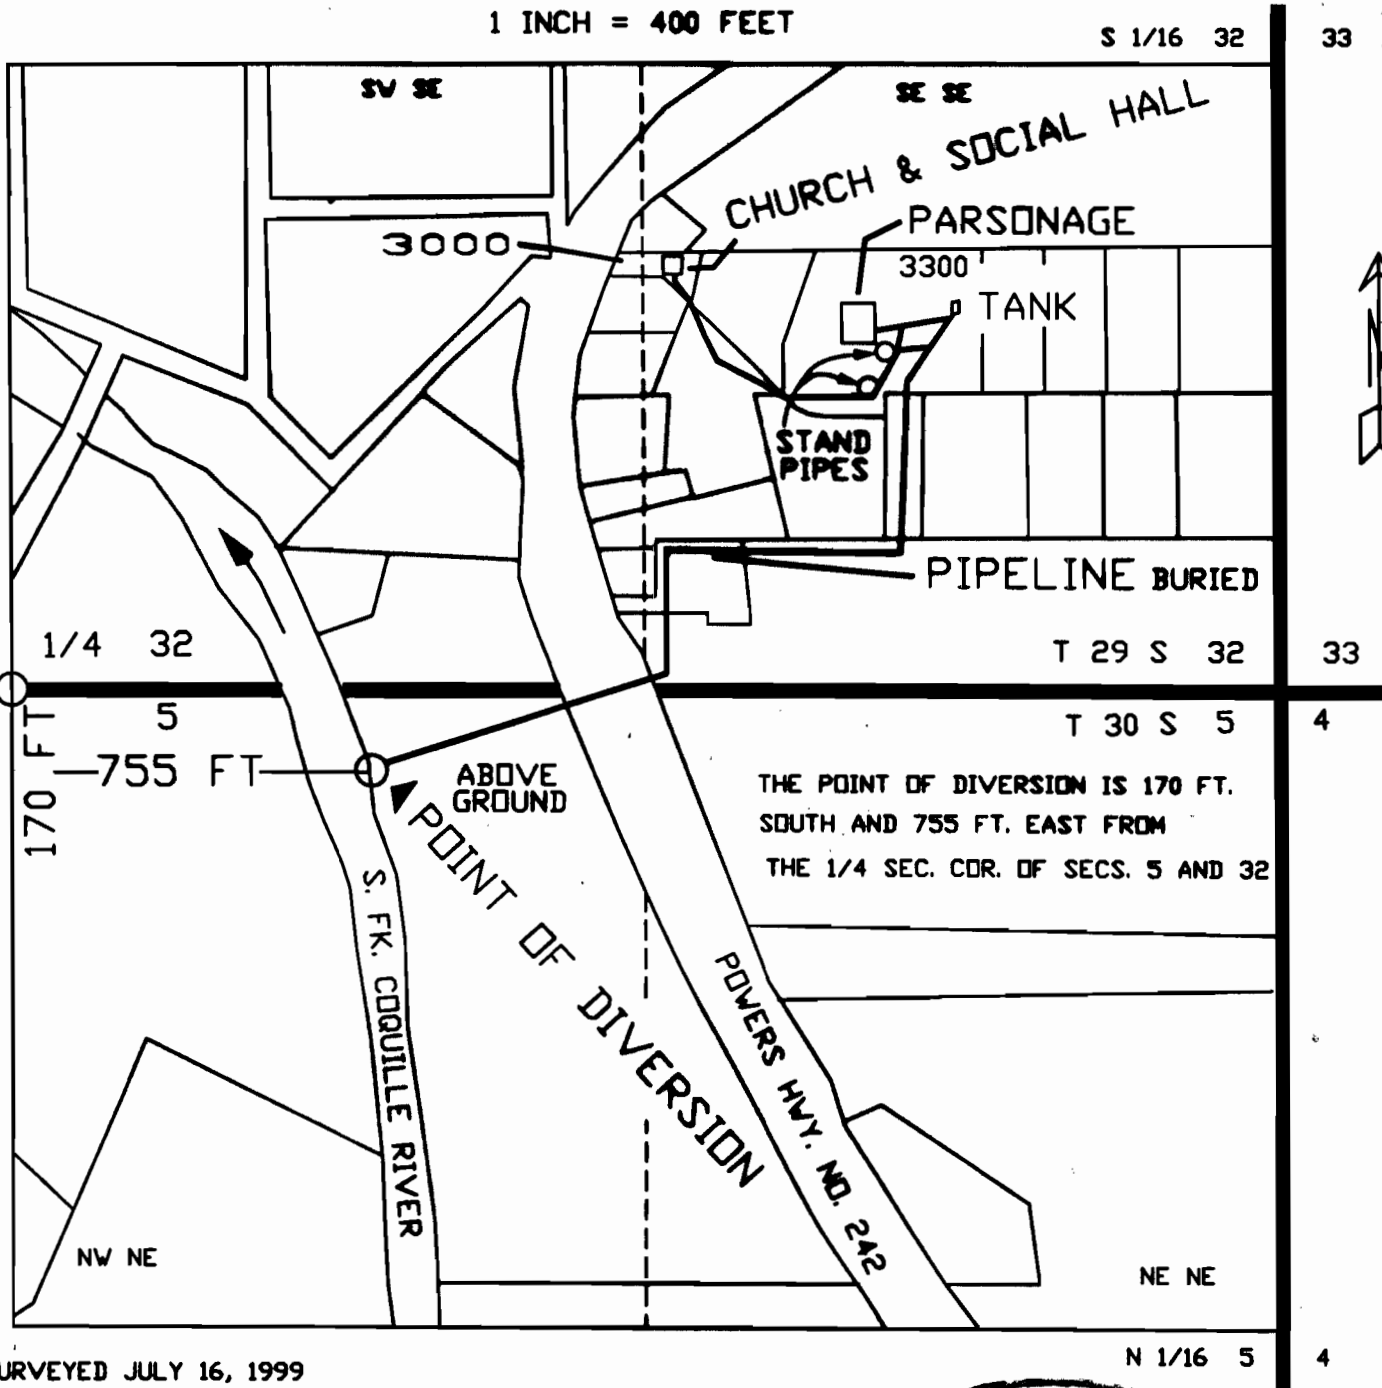 1 INCH = 400 FEET
S 1/16 32
33
SW SE
SE SE
CHURCH & SOCIAL HALL
PARSONAGE
3000
3300
TANK
N
STAND
PIPES
PIPELINE BURIED
1/4 32
T 29 S 32
33
5
T 30 S 5
4
170 FT
755 FT
ABOVE
GROUND
THE POINT OF DIVERSION IS 170 FT.
SOUTH AND 755 FT. EAST FROM
THE 1/4 SEC. COR. OF SECS. 5 AND 32
POINT OF DIVERSION
S. FK. COQUILLE RIVER
POWERS HWY. NO. 242
NW NE
NE NE
N 1/16 5
4
URVEYED JULY 16, 1999